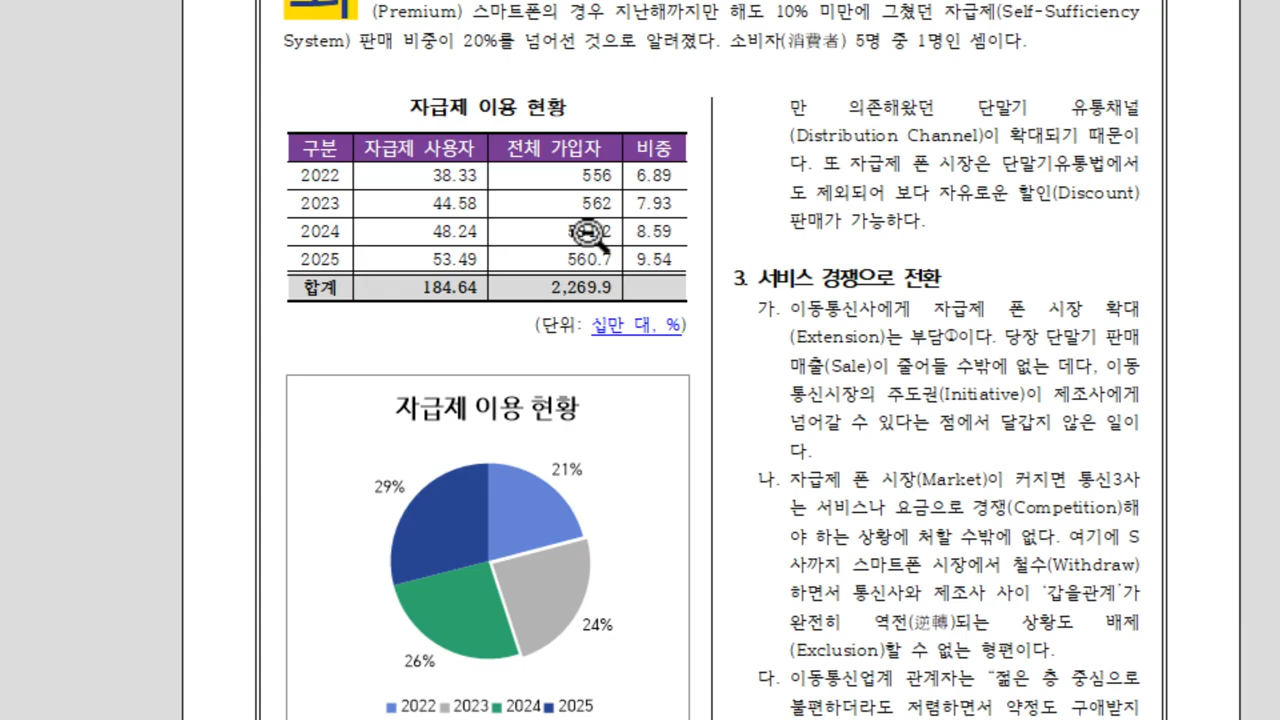 (Premium) 스마트폰의 경우 지난해까지만 해도 10% 미만에 그쳤던 자급제(Self-Sufficiency
System) 판매 비중이 20%를 넘어선 것으로 알려졌다. 소비자(消費者) 5명 중 1명인 셈이다.
자급제 이용 현황
구분 자급제 사용자 전체 가입자 비중
2022 38.33 556 6.89
2023 44.58 562 7.93
2024 48.24 8.59
2025 53.49 560.7 9.54
합계 184.64 2,269.9
(단위: 십만 대, %)
자급제 이용 현황
21%
29%
24%
26%
2022 2023 2024 2025
만 의존해왔던 단말기 유통채널
(Distribution Channel)이 확대되기 때문이
다. 또 자급제 폰 시장은 단말기유통법에서
도 제외되어 보다 자유로운 할인(Discount)
판매가 가능하다.
3. 서비스 경쟁으로 전환
가. 이동통신사에게 자급제 폰 시장 확대
(Extension)는 부담①이다. 당장 단말기 판매
매출(Sale)이 줄어들 수밖에 없는 데다, 이동
통신시장의 주도권(Initiative)이 제조사에게
넘어갈 수 있다는 점에서 달갑지 않은 일이
다.
나. 자급제 폰 시장(Market)이 커지면 통신3사
는 서비스나 요금으로 경쟁(Competition)해
야 하는 상황에 처할 수밖에 없다. 여기에 S
사까지 스마트폰 시장에서 철수(Withdraw)
하면서 통신사와 제조사 사이 '갑을관계'가
완전히 역전(逆轉)되는 상황도 배제
(Exclusion)할 수 없는 형편이다.
다. 이동통신업계 관계자는 "젊은 층 중심으로
불편하더라도 저렴하면서 약정도 구애받지